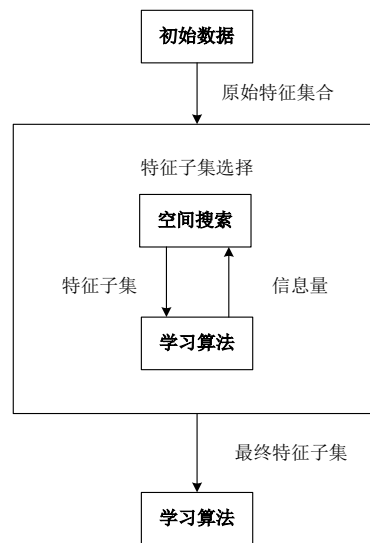 初始数据
原始特征集合
特征子集选择
空间搜索
特征子集
信息量
学习算法
最终特征子集
学习算法